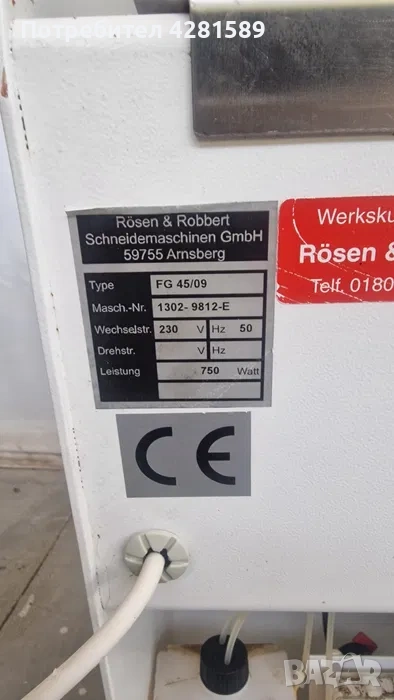 Потребител 4281589
Rösen & Robbert
Schneidemaschinen GmbH
59755 Arnsberg
Type FG 45/09
Masch.-Nr. 1302- 9812-E
Wechselstr. 230 V Hz 50
Drehstr. V Hz
Leistung 750 Watt
CE
Werksku
Rösen &
Telf. 0180
BAZAR